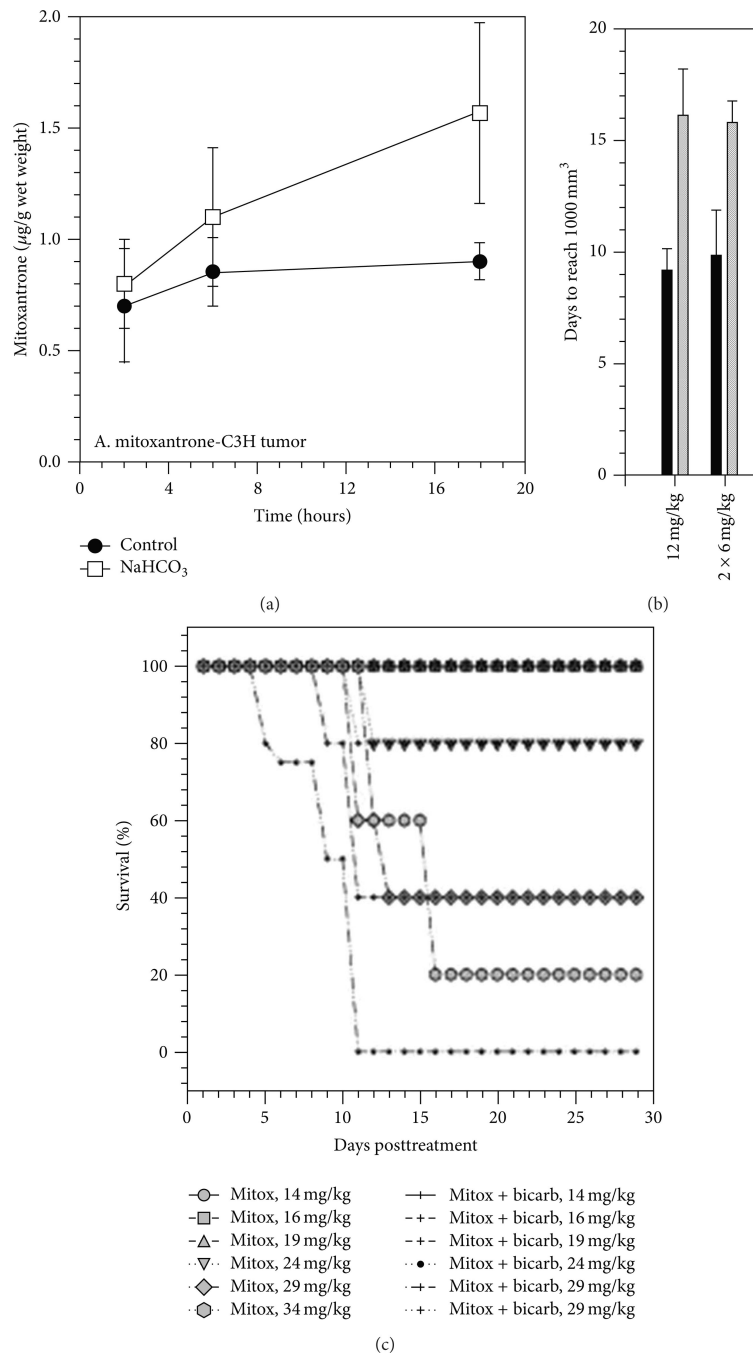 2.0
1.5
1.0
0.5
0.0
Mitoxantrone (µg/g wet weight)
A. mitoxantrone-C3H tumor
0 4 8 12 16 20
Time (hours)
Control
NaHCO₃
(a)
20
15
10
5
0
Days to reach 1000 mm³
12 mg/kg
2 × 6 mg/kg
(b)
100
80
60
40
20
0
Survival (%)
0 5 10 15 20 25 30
Days posttreatment
Mitox, 14 mg/kg
Mitox, 16 mg/kg
Mitox, 19 mg/kg
Mitox, 24 mg/kg
Mitox, 29 mg/kg
Mitox, 34 mg/kg
Mitox + bicarb, 14 mg/kg
Mitox + bicarb, 16 mg/kg
Mitox + bicarb, 19 mg/kg
Mitox + bicarb, 24 mg/kg
Mitox + bicarb, 29 mg/kg
Mitox + bicarb, 29 mg/kg
(c)